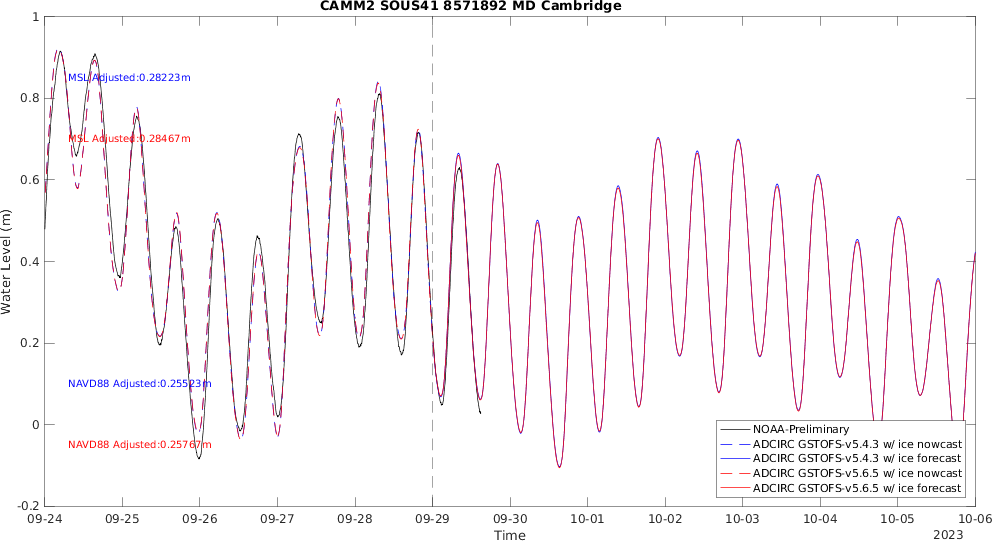 CAMM2 SOUS41 8571892 MD Cambridge
1
0.8
0.6
0.4
0.2
0
-0.2
Water Level (m)
MSL Adjusted:0.28223m
MSL Adjusted:0.28467m
NAVD88 Adjusted:0.25523m
NAVD88 Adjusted:0.25767m
NOAA-Preliminary
ADCIRC GSTOFS-v5.4.3 w/ ice nowcast
ADCIRC GSTOFS-v5.4.3 w/ ice forecast
ADCIRC GSTOFS-v5.6.5 w/ ice nowcast
ADCIRC GSTOFS-v5.6.5 w/ ice forecast
09-24 09-25 09-26 09-27 09-28 09-29 09-30 10-01 10-02 10-03 10-04 10-05 10-06
Time
2023